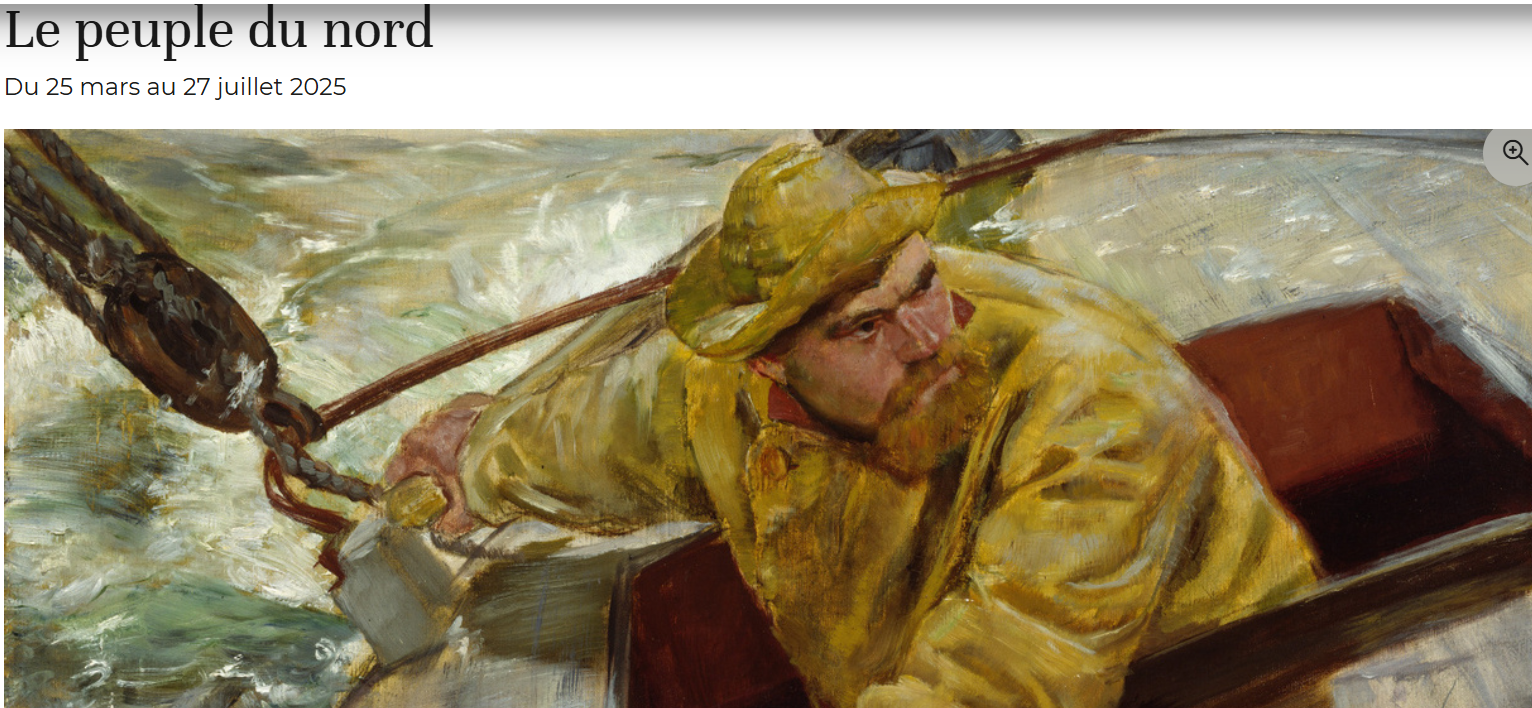 Le peuple du nord
Du 25 mars au 27 juillet 2025